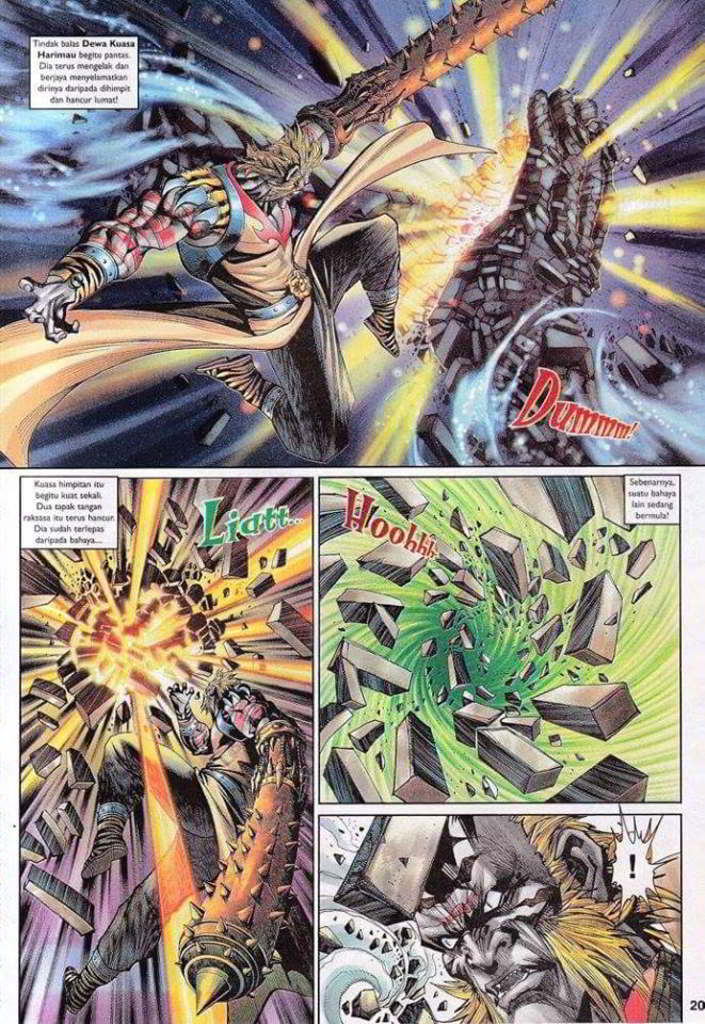 Tindak balas Dewa Kuasa
Harimau begitu pantas.
Dia terus mengelak dan
berjaya menyelamatkan
dirinya daripada dihimpit
dan hancur lumat!
Dummm!
Kuasa himpitan itu
begitu kuat sekali.
Dua tapak tangan
raksasa itu terus hancur.
Dia sudah terlepas
daripada bahaya....
Liatt...
Hoohhh
Sebenarnya,
suatu bahaya
lain sedang
bermula!
!
20